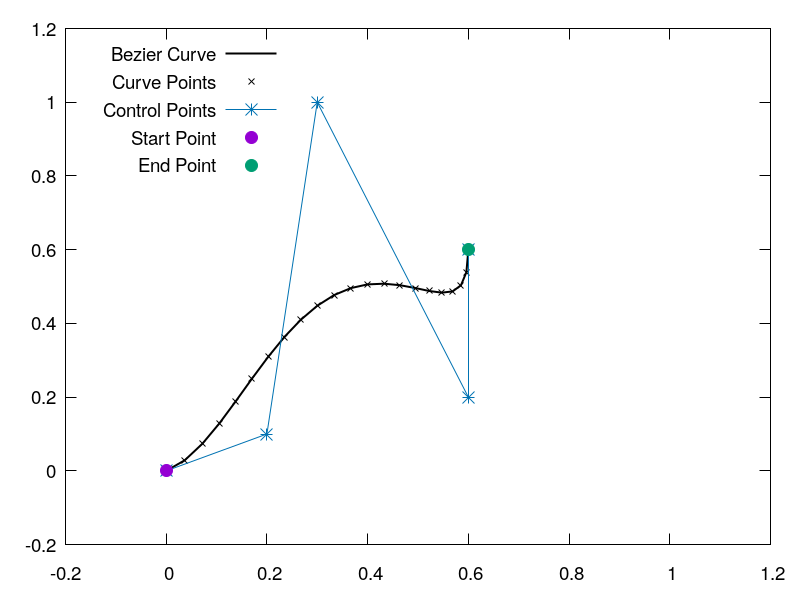 1.2
1
0.8
0.6
0.4
0.2
0
-0.2
Bezier Curve
Curve Points
Control Points
Start Point
End Point
-0.2 0 0.2 0.4 0.6 0.8 1 1.2